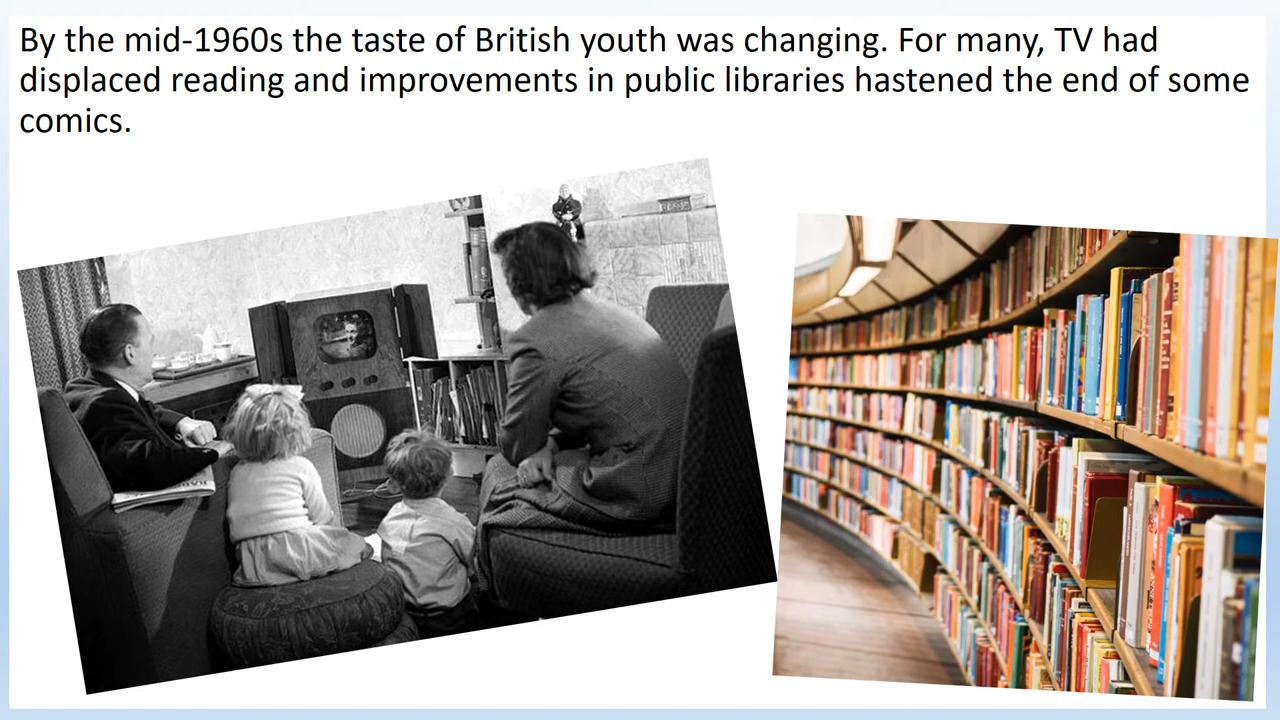 By the mid-1960s the taste of British youth was changing. For many, TV had
displaced reading and improvements in public libraries hastened the end of some
comics.